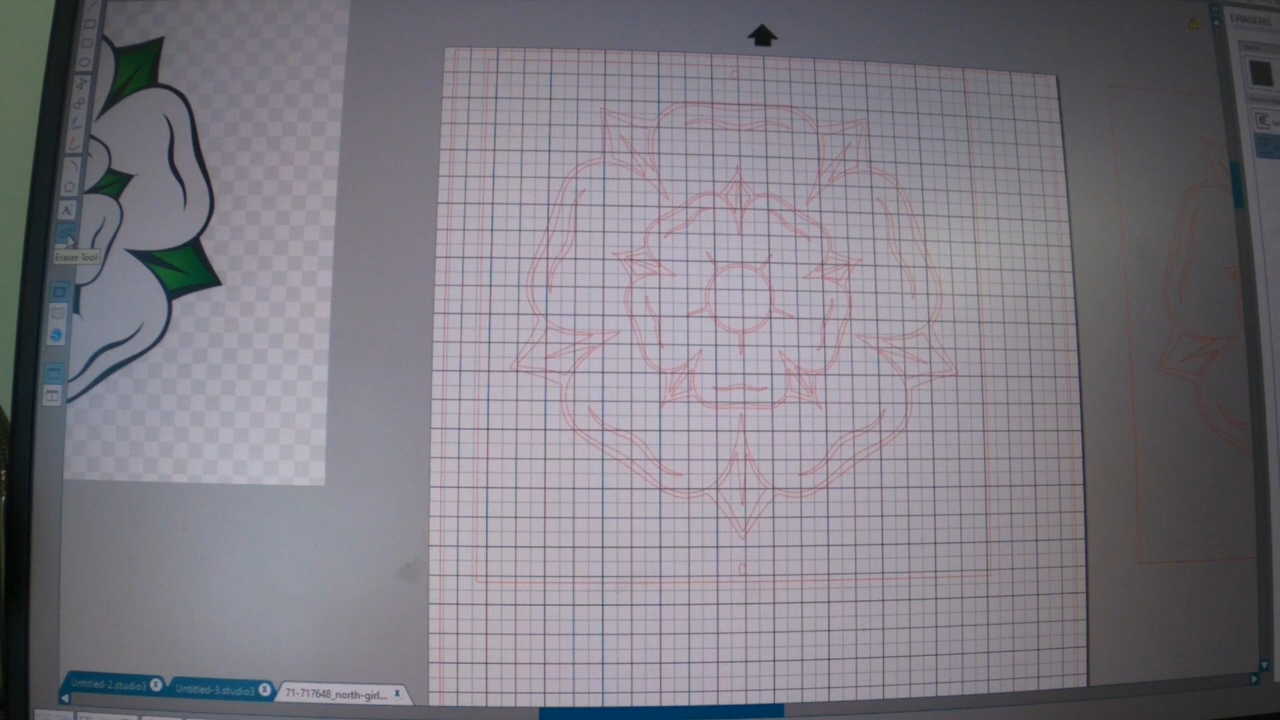 ERASERS
A
Eraser Tool
Untitled-2.studio3
Untitled-3.studio3
71-717648_north-girl...